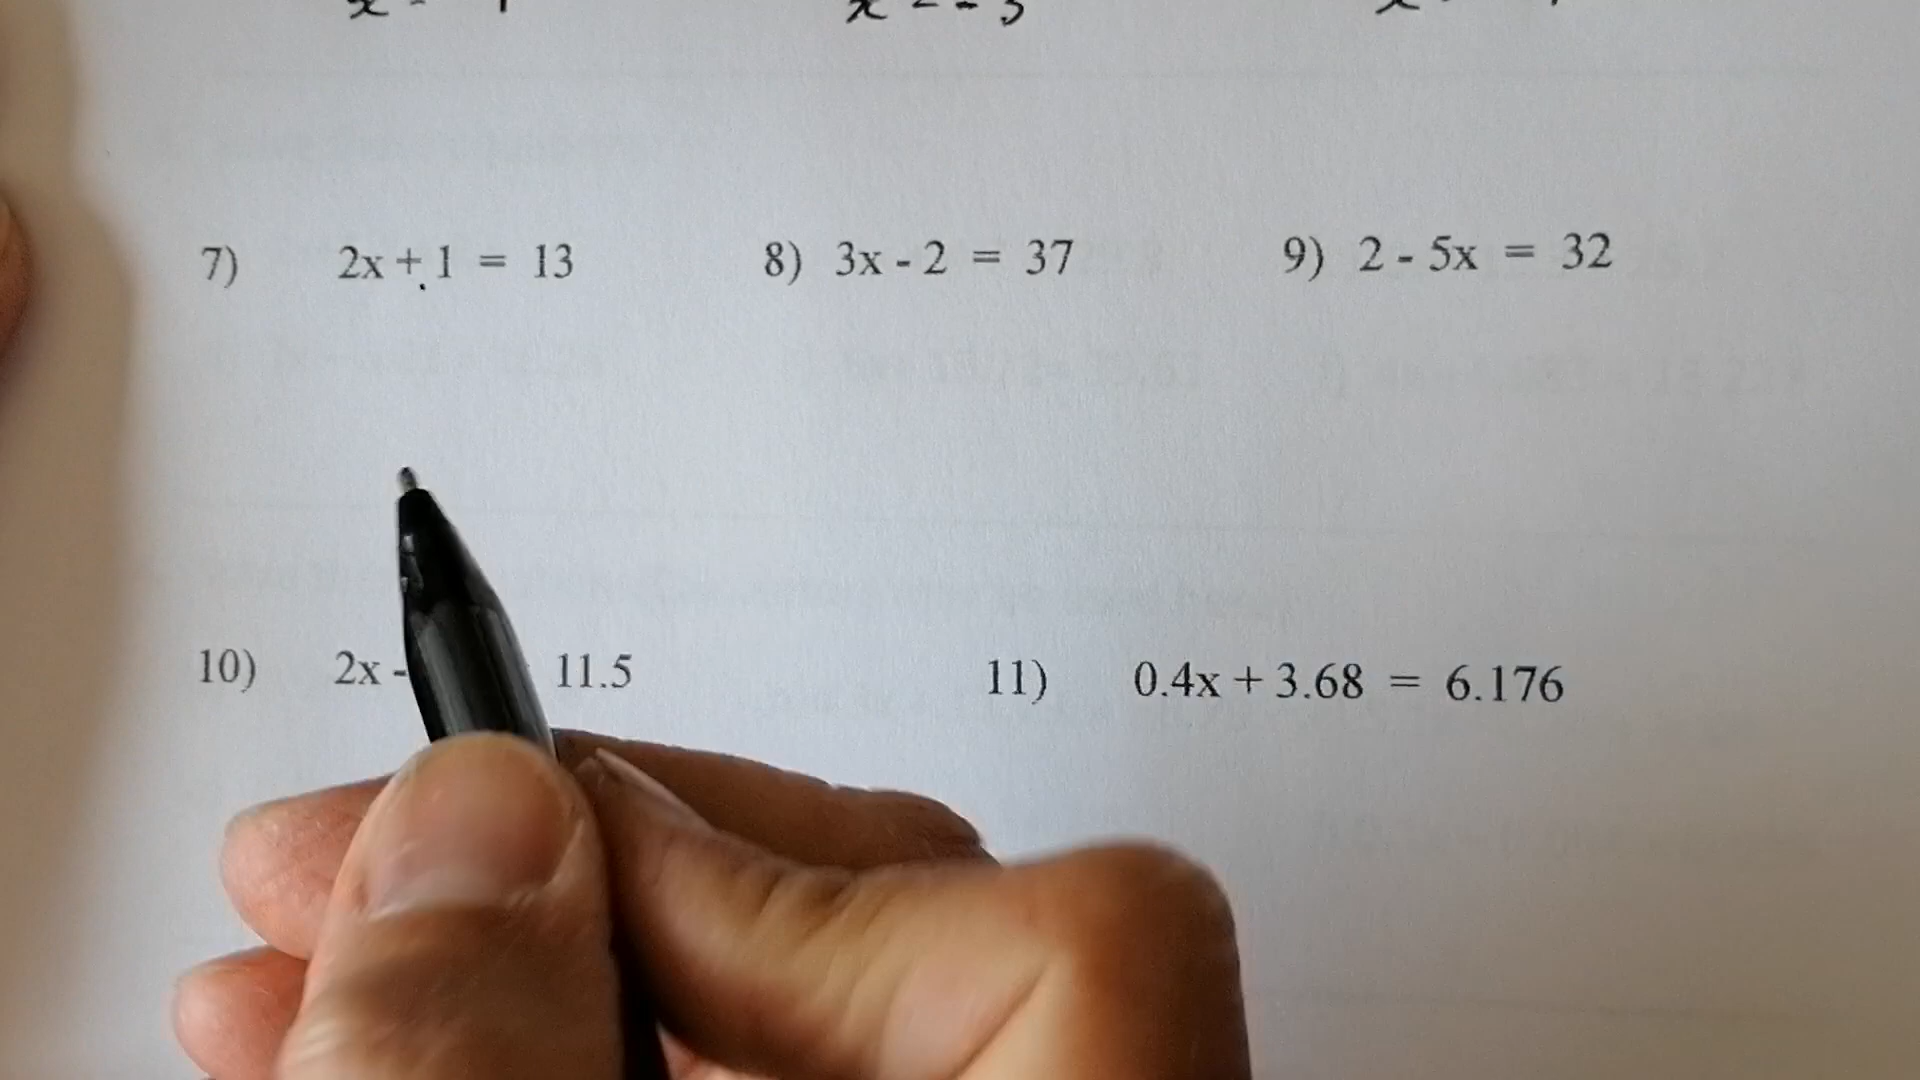 7) 2x + 1 = 13 8) 3x - 2 = 37 9) 2 - 5x = 32
10) 2x - 11.5 11) 0.4x + 3.68 = 6.176